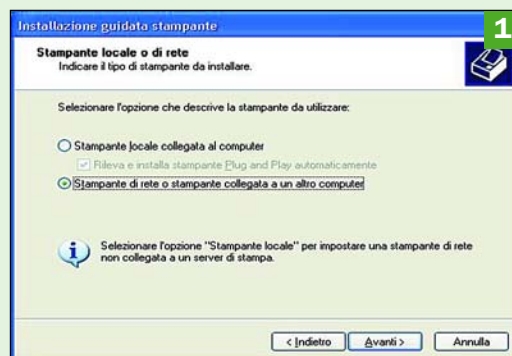 Installazione guidata stampante
1
Stampante locale o di rete
Indicare il tipo di stampante da installare.
Selezionare l'opzione che descrive la stampante da utilizzare:
Stampante locale collegata al computer
Rileva e installa stampante Plug and Play automaticamente
Stampante di rete o stampante collegata a un altro computer
Selezionare l'opzione "Stampante locale" per impostare una stampante di rete
non collegata a un server di stampa.
< Indietro
Avanti >
Annulla